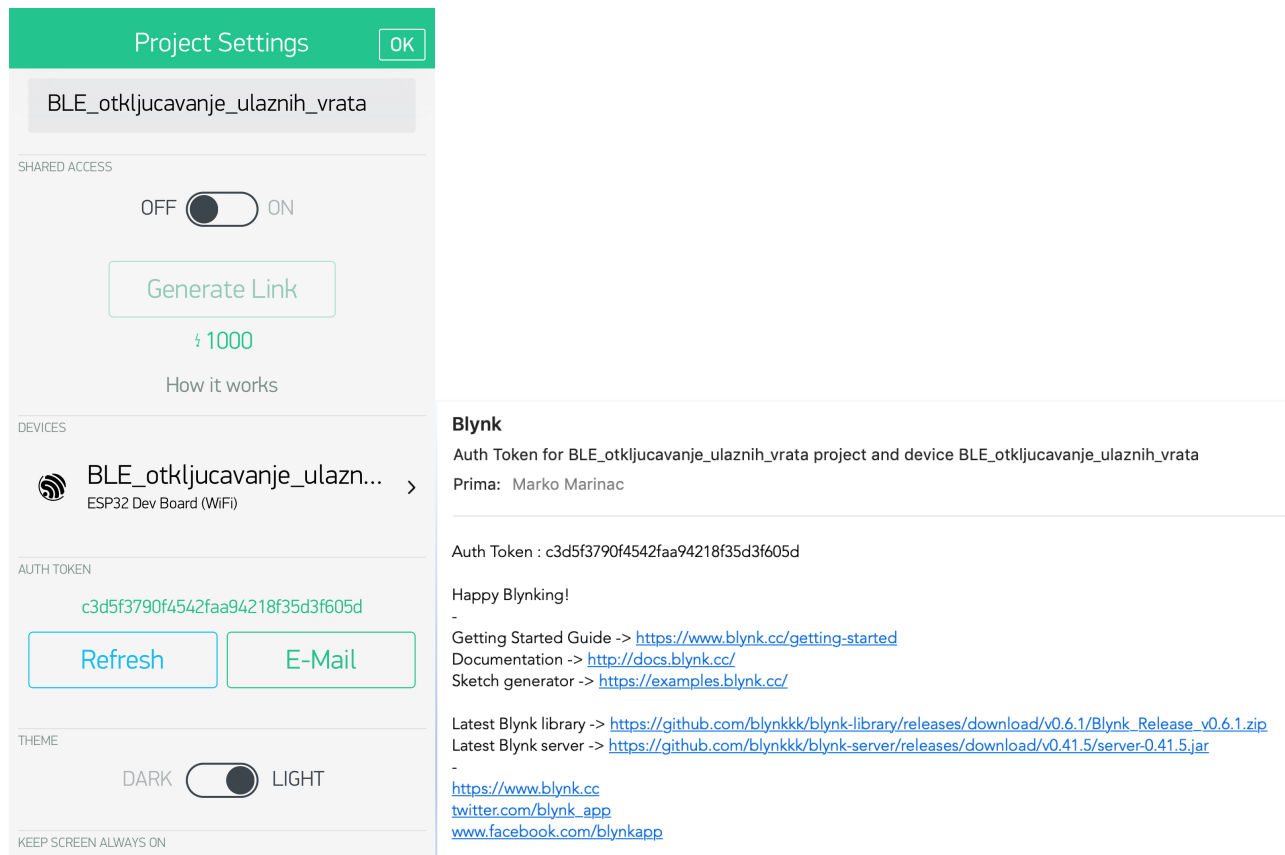 Project Settings
OK
BLE_otkljucavanje_ulaznih_vrata
SHARED ACCESS
OFF ON
Generate Link
1000
How it works
DEVICES
BLE_otkljucavanje_ulazn...
ESP32 Dev Board (WiFi)
AUTH TOKEN
c3d5f3790f4542faa94218f35d3f605d
Refresh E-Mail
THEME
DARK LIGHT
KEEP SCREEN ALWAYS ON
Blynk
Auth Token for BLE_otkljucavanje_ulaznih_vrata project and device BLE_otkljucavanje_ulaznih_vrata
Prima: Marko Marinac
Auth Token : c3d5f3790f4542faa94218f35d3f605d
Happy Blynking!
-
Getting Started Guide -> https://www.blynk.cc/getting-started
Documentation -> http://docs.blynk.cc/
Sketch generator -> https://examples.blynk.cc/
Latest Blynk library -> https://github.com/blynkkk/blynk-library/releases/download/v0.6.1/Blynk_Release_v0.6.1.zip
Latest Blynk server -> https://github.com/blynkkk/blynk-server/releases/download/v0.41.5/server-0.41.5.jar
-
https://www.blynk.cc
twitter.com/blynk_app
www.facebook.com/blynkapp